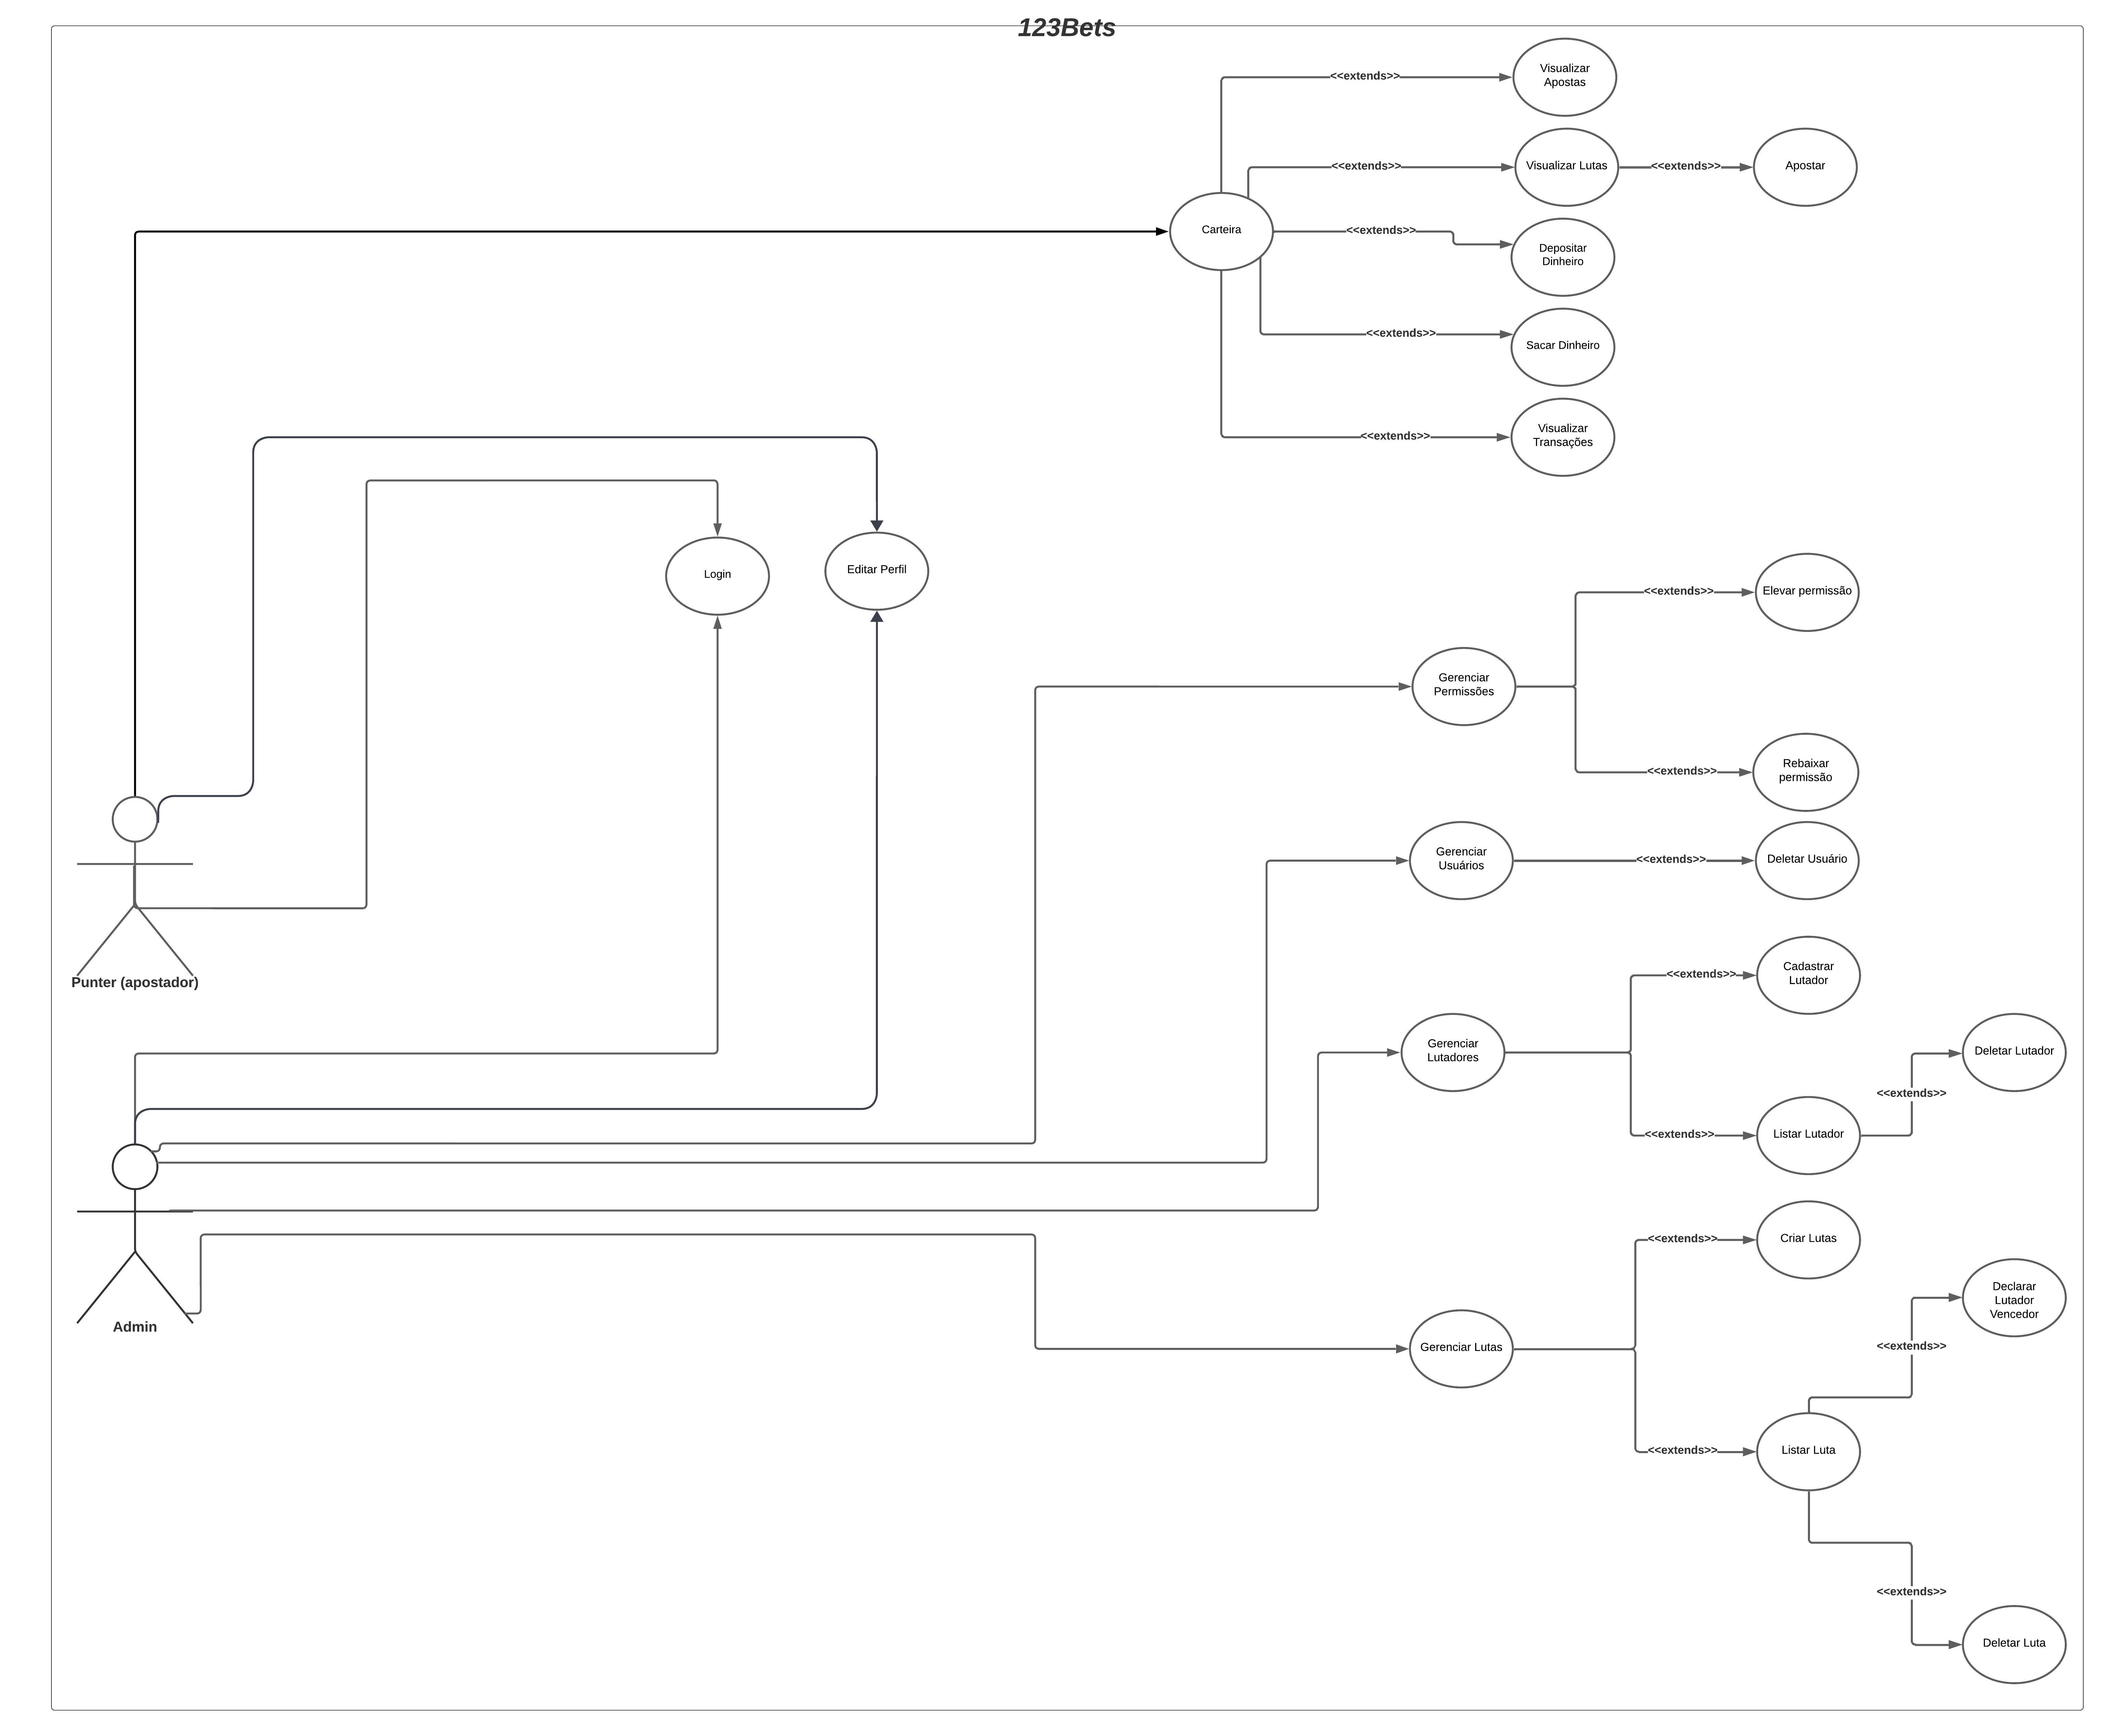 123Bets
<<extends>>
Visualizar
Apostas
<<extends>>
Visualizar Lutas
<<extends>>
Apostar
Carteira
<<extends>>
Depositar
Dinheiro
<<extends>>
Sacar Dinheiro
<<extends>>
Visualizar
Transações
Login
Editar Perfil
<<extends>>
Elevar permissão
Gerenciar
Permissões
<<extends>>
Rebaixar
permissão
Gerenciar
Usuários
<<extends>>
Deletar Usuário
Punter (apostador)
<<extends>>
Cadastrar
Lutador
Gerenciar
Lutadores
Deletar Lutador
<<extends>>
<<extends>>
Listar Lutador
<<extends>>
Criar Lutas
Admin
Declarar
Lutador
Vencedor
Gerenciar Lutas
<<extends>>
<<extends>>
Listar Luta
<<extends>>
Deletar Luta